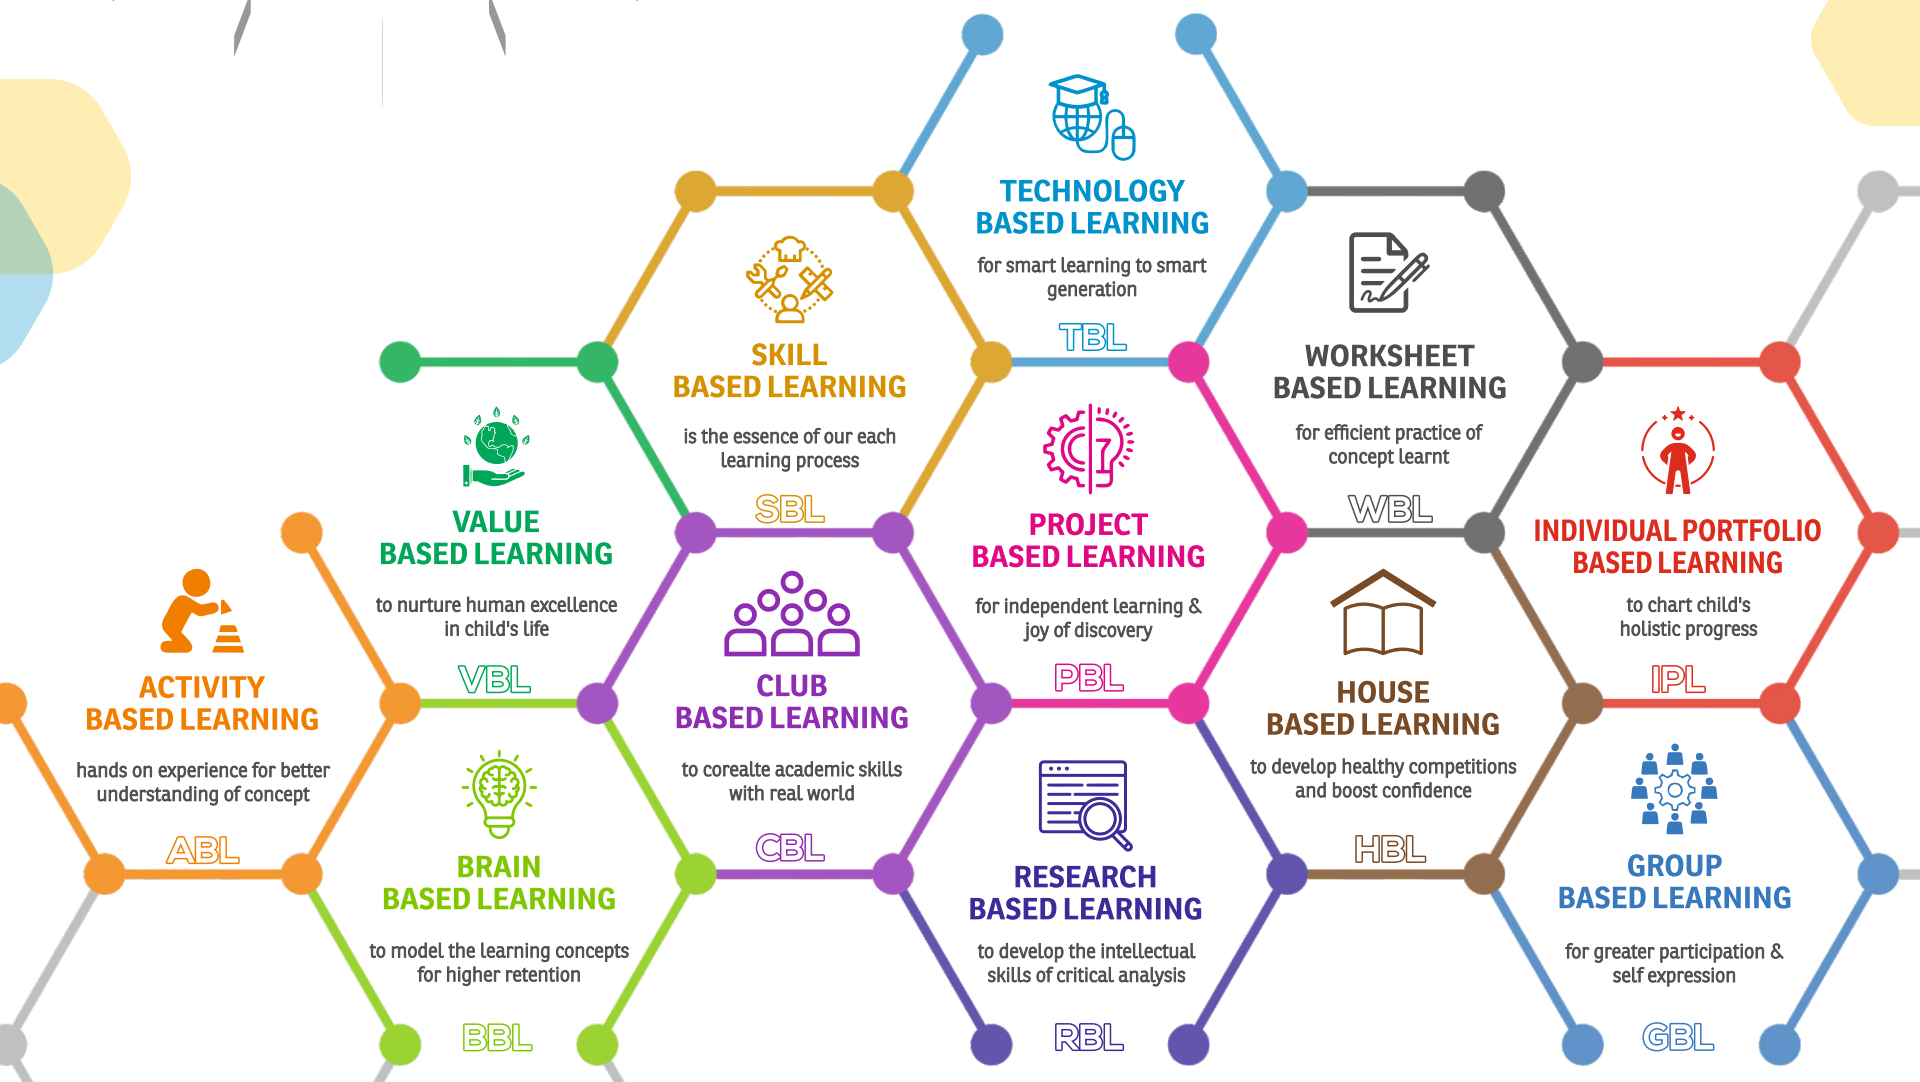 TECHNOLOGY
BASED LEARNING
for smart learning to smart
generation
TBL
SKILL
BASED LEARNING
is the essence of our each
learning process
SBL
WORKSHEET
BASED LEARNING
for efficient practice of
concept learnt
WBL
VALUE
BASED LEARNING
to nurture human excellence
in child's life
VBL
PROJECT
BASED LEARNING
for independent learning &
joy of discovery
PBL
INDIVIDUAL PORTFOLIO
BASED LEARNING
to chart child's
holistic progress
IPL
ACTIVITY
BASED LEARNING
hands on experience for better
understanding of concept
ABL
CLUB
BASED LEARNING
to corealte academic skills
with real world
CBL
HOUSE
BASED LEARNING
to develop healthy competitions
and boost confidence
HBL
BRAIN
BASED LEARNING
to model the learning concepts
for higher retention
BBL
RESEARCH
BASED LEARNING
to develop the intellectual
skills of critical analysis
RBL
GROUP
BASED LEARNING
for greater participation &
self expression
GBL